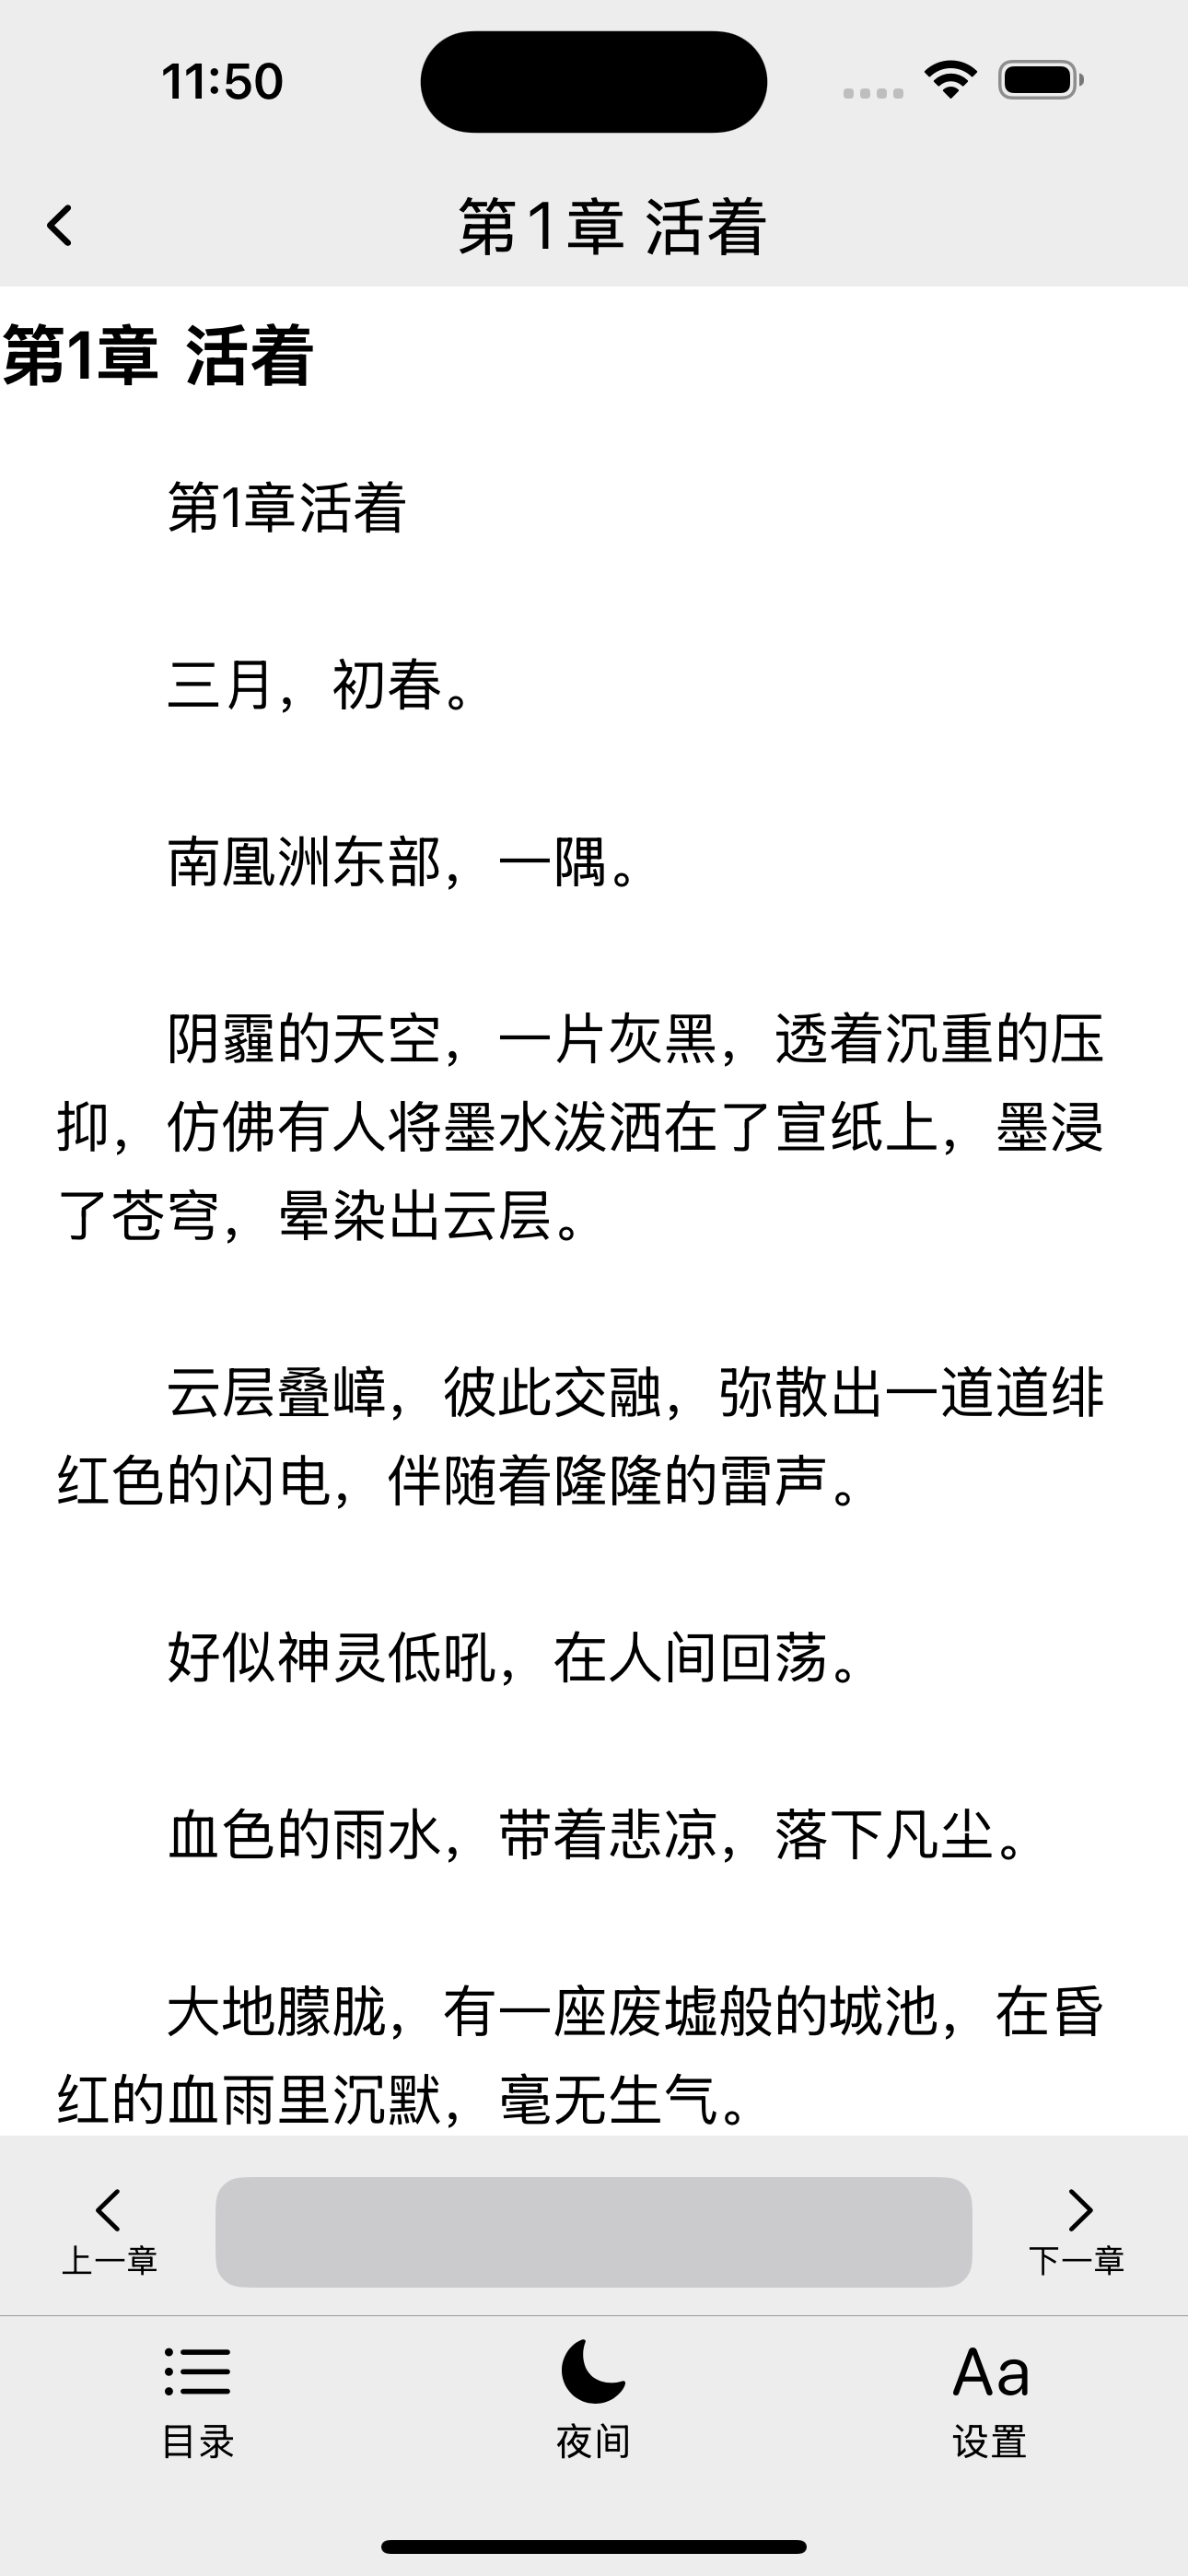 11:50
第1章 活着
第1章 活着
第1章活着
三月，初春。
南凰洲东部，一隅。
阴霾的天空，一片灰黑，透着沉重的压
抑，仿佛有人将墨水泼洒在了宣纸上，墨浸
了苍穹，晕染出云层。
云层叠嶂，彼此交融，弥散出一道道绯
红色的闪电，伴随着隆隆的雷声。
好似神灵低吼，在人间回荡。
血色的雨水，带着悲凉，落下凡尘。
大地朦胧，有一座废墟般的城池，在昏
红的血雨里沉默，毫无生气。
上一章
下一章
Aa
目录
夜间
设置